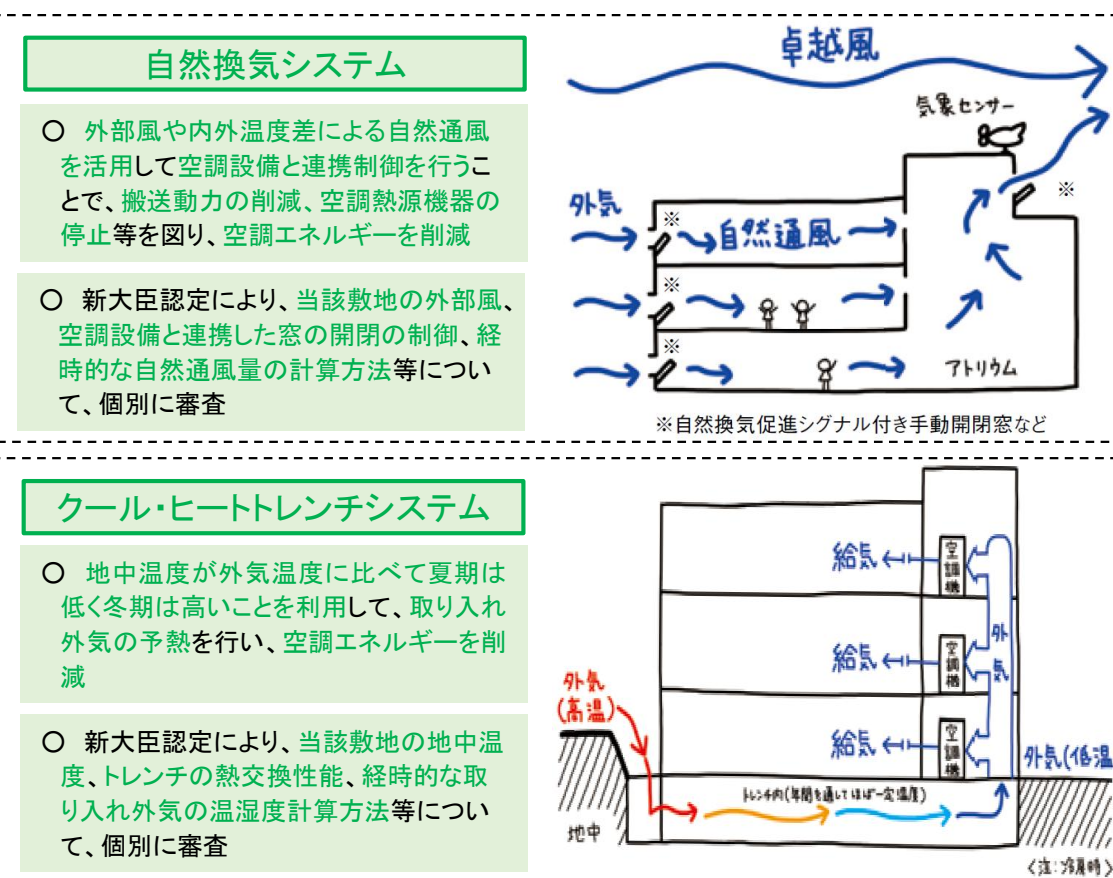 自然換気システム
○ 外部風や内外温度差による自然通風
を活用して空調設備と連携制御を行うこ
とで、搬送動力の削減、空調熱源機器の
停止等を図り、空調エネルギーを削減
○ 新大臣認定により、当該敷地の外部風、
空調設備と連携した窓の開閉の制御、経
時的な自然通風量の計算方法等につい
て、個別に審査
卓越風
気象センサー
外気
※
※
自然通風
※
※
アトリウム
※自然換気促進シグナル付き手動開閉窓など
クール・ヒートトレンチシステム
○ 地中温度が外気温度に比べて夏期は
低く冬期は高いことを利用して、取り入れ
外気の予熱を行い、空調エネルギーを削
減
○ 新大臣認定により、当該敷地の地中温
度、トレンチの熱交換性能、経時的な取
り入れ外気の温湿度計算方法等につい
て、個別に審査
給気
空調機
外気
給気
空調機
外気
(高温)
給気
空調機
外気(低温
トレンチ内(年間を通してほぼ一定温度)
地中
<注:冷房時>